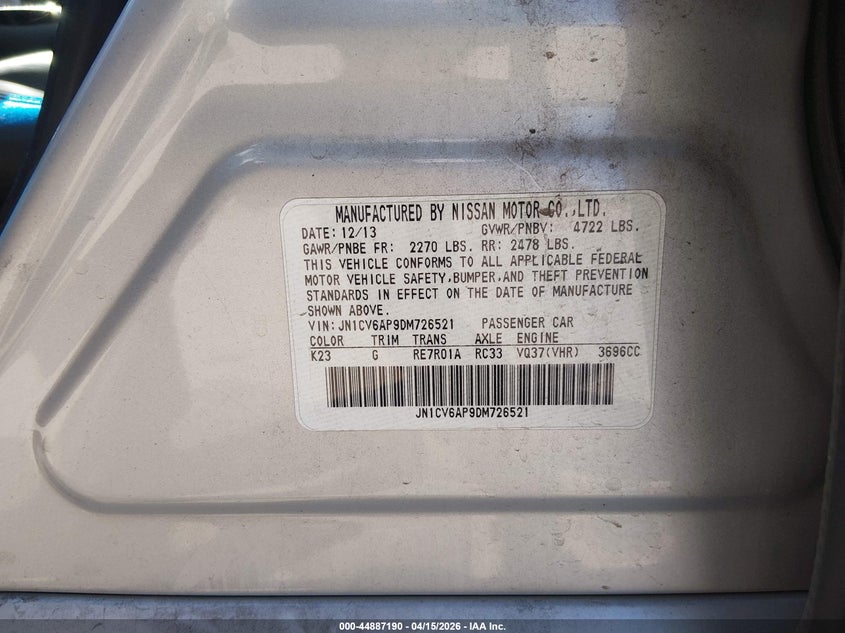 MANUFACTURED BY NISSAN MOTOR CO.,LTD.
DATE: 12/13 GVWR/PNBV: 4722 LBS.
GAWR/PNBE FR: 2270 LBS. RR: 2478 LBS.
THIS VEHICLE CONFORMS TO ALL APPLICABLE FEDERAL
MOTOR VEHICLE SAFETY,BUMPER,AND THEFT PREVENTION
STANDARDS IN EFFECT ON THE DATE OF MANUFACTURE
SHOWN ABOVE.
VIN:JN1CV6AP9DM726521 PASSENGER CAR
COLOR TRIM TRANS AXLE ENGINE
K23 G RE7R01A RC33 VQ37(VHR) 3696CC
JN1CV6AP9DM726521
000-44887190 - 04/15/2026 - IAA Inc.